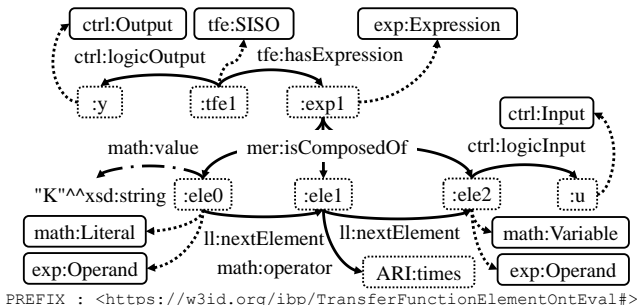 ctrl:Output
tfe:SISO
exp:Expression
ctrl:logicOutput
tfe:hasExpression
:y
:tfe1
:exp1
ctrl:Input
math:value
mer:isComposedOf
ctrl:logicInput
"K"^^xsd:string
:ele0
:ele1
:ele2
:u
math:Literal
ll:nextElement
ll:nextElement
math:Variable
exp:Operand
math:operator
ARI:times
exp:Operand
PREFIX : <https://w3id.org/ibp/TransferFunctionElementOntEval#>